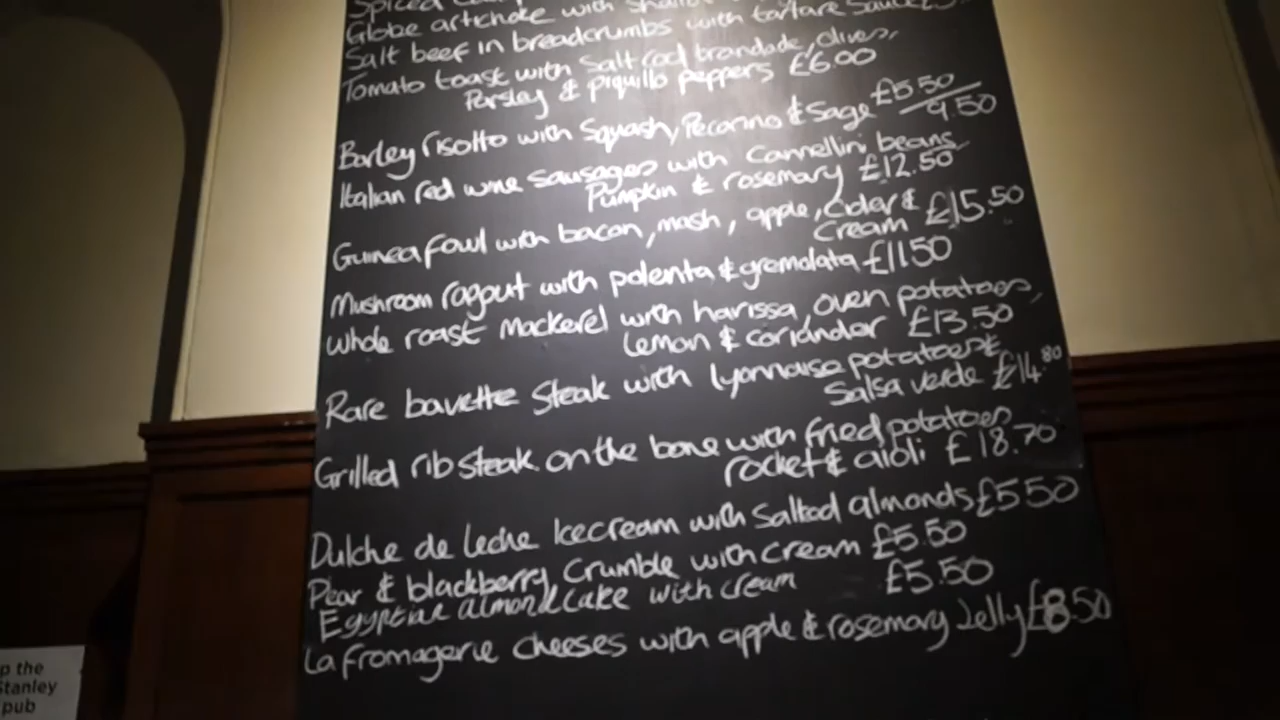 Spiced
Globe artichoke with
Salt beef in breadcrumbs with tartare Sauce
Tomato toast with Salt cod brandade, olives,
Parsley & piquillo peppers £6.00
Barley risotto with Squash, Pecorino & Sage £5.50/9.50
Italian red wine Sausages with Cannellini beans,
Pumpkin & rosemary £12.50
Guinea fowl with bacon, mash, apple, Cider &
Cream £15.50
Mushroom ragout with polenta & gremolata £11.50
Whole roast Mackerel with harissa, oven potatoes,
Lemon & coriander £13.50
Rare bavette Steak with lyonnaise potatoes &
Salsa verde £14.80
Grilled rib steak on the bone with fried potatoes,
rocket & aioli £18.70
Dulche de leche Icecream with Salted almonds £5.50
Pear & blackberry Crumble with cream £5.50
Egyptian almond cake with cream £5.50
La fromagerie Cheeses with apple & rosemary Jelly £8.50
p the
Stanley
pub